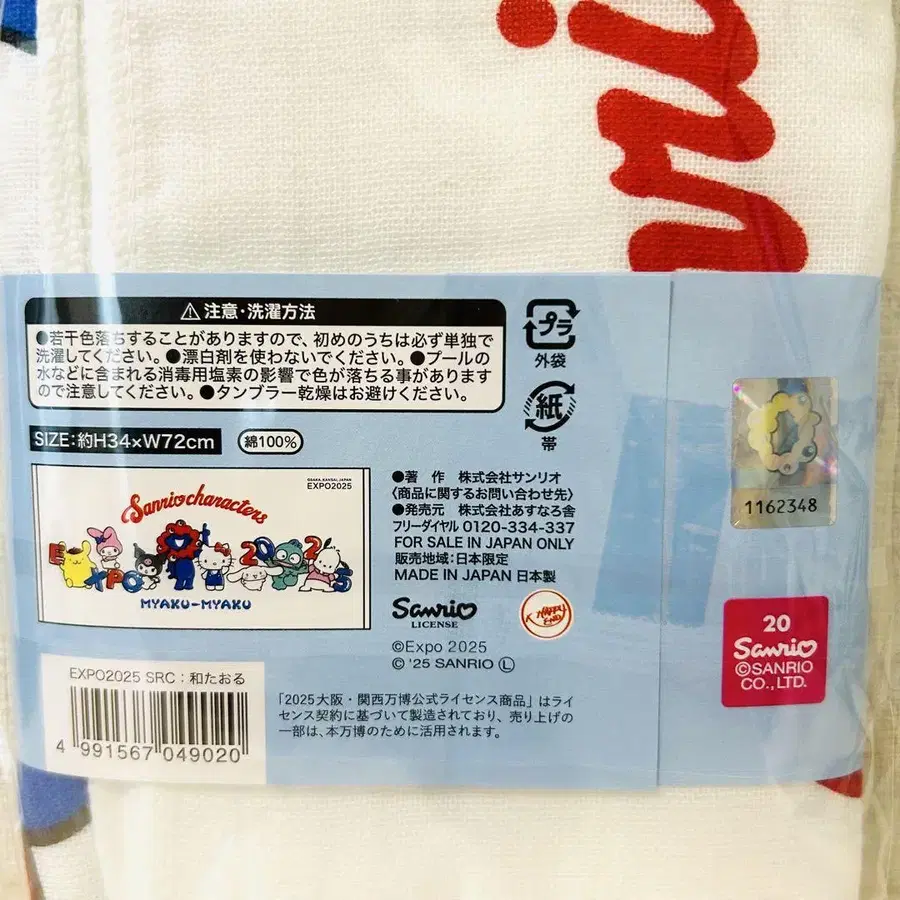 ni
⚠注意・洗濯方法
●若干色落ちすることがありますので、初めのうちは必ず単独で
洗濯してください。●漂白剤を使わないでください。●プールの
水などに含まれる消毒用塩素の影響で色が落ちる事があります
ので注意してください。●タンブラー乾燥はお避けください。
プラ
外袋
紙
帯
SIZE:約H34×W72cm
綿100%
OSAKA, KANSAI, JAPAN
EXPO2025
Sanrio characters
EXPO 2025
MYAKU-MYAKU
●著 作 株式会社サンリオ
〈商品に関するお問い合わせ先〉
●発売元 株式会社あすなろ舎
フリーダイヤル 0120-334-337
FOR SALE IN JAPAN ONLY
販売地域:日本限定
MADE IN JAPAN 日本製
Sanrio
LICENSE
©Expo 2025
© '25 SANRIO Ⓛ
EXPO2025 SRC:和たおる
4 991567 049020
「2025大阪・関西万博公式ライセンス商品」はライ
センス契約に基づいて製造されており、売り上げの
一部は、本万博のために活用されます。
1162348
20
Sanrio
©SANRIO
CO., LTD.